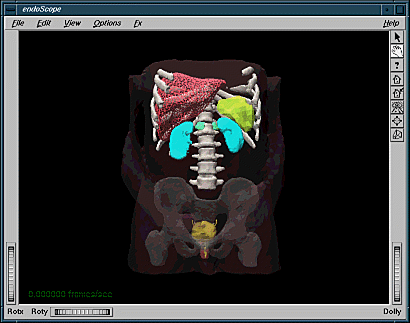 endoScope
File Edit View Options Fx Help
?
0.000000 frames/sec
Rotx Roty Dolly